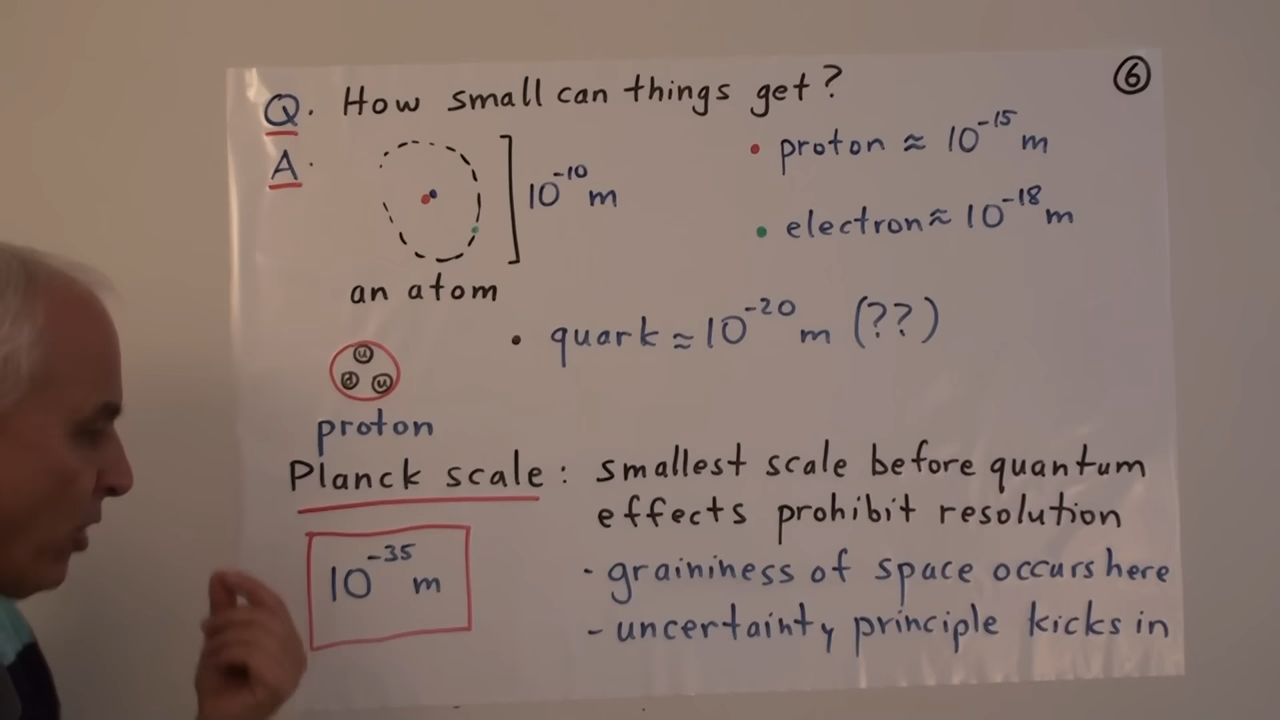 Q. How small can things get?
⑥
A.
10⁻¹⁰ m
an atom
• proton ≈ 10⁻¹⁵ m
• electron ≈ 10⁻¹⁸ m
• quark ≈ 10⁻²⁰ m (??)
u
d u
proton
Planck scale: smallest scale before quantum
effects prohibit resolution
10⁻³⁵ m
- graininess of space occurs here
- uncertainty principle kicks in